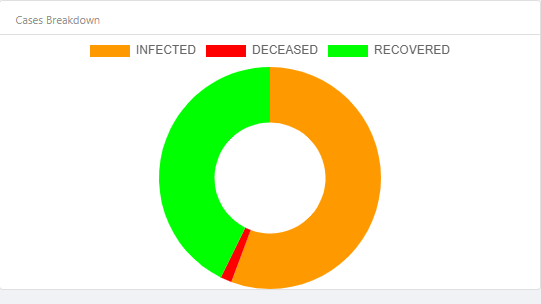 Cases Breakdown
INFECTED DECEASED RECOVERED